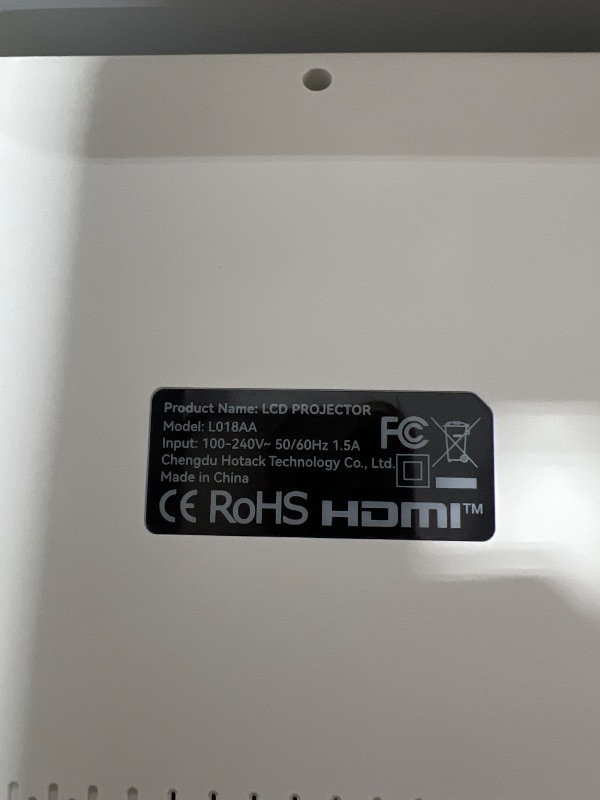 Product Name: LCD PROJECTOR
Model: L018AA
Input: 100-240V~ 50/60Hz 1.5A
Chengdu Hotack Technology Co., Ltd.
Made in China
FC
CE RoHS HDMI™